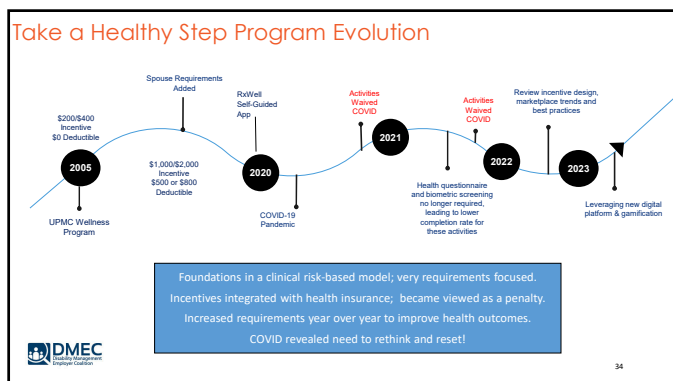 Take a Healthy Step Program Evolution
$200/$400
Incentive
$0 Deductible
2005
UPMC Wellness
Program
Spouse Requirements
Added
$1,000/$2,000
Incentive
$500 or $800
Deductible
RxWell
Self-Guided
App
2020
COVID-19
Pandemic
Activities
Waived
COVID
2021
Health questionnaire
and biometric screening
no longer required,
leading to lower
completion rate for
these activities
Activities
Waived
COVID
2022
Review incentive design,
marketplace trends and
best practices
2023
Leveraging new digital
platform & gamification
Foundations in a clinical risk-based model; very requirements focused.
Incentives integrated with health insurance; became viewed as a penalty.
Increased requirements year over year to improve health outcomes.
COVID revealed need to rethink and reset!
DMEC
Disability Management
Employer Coalition
34